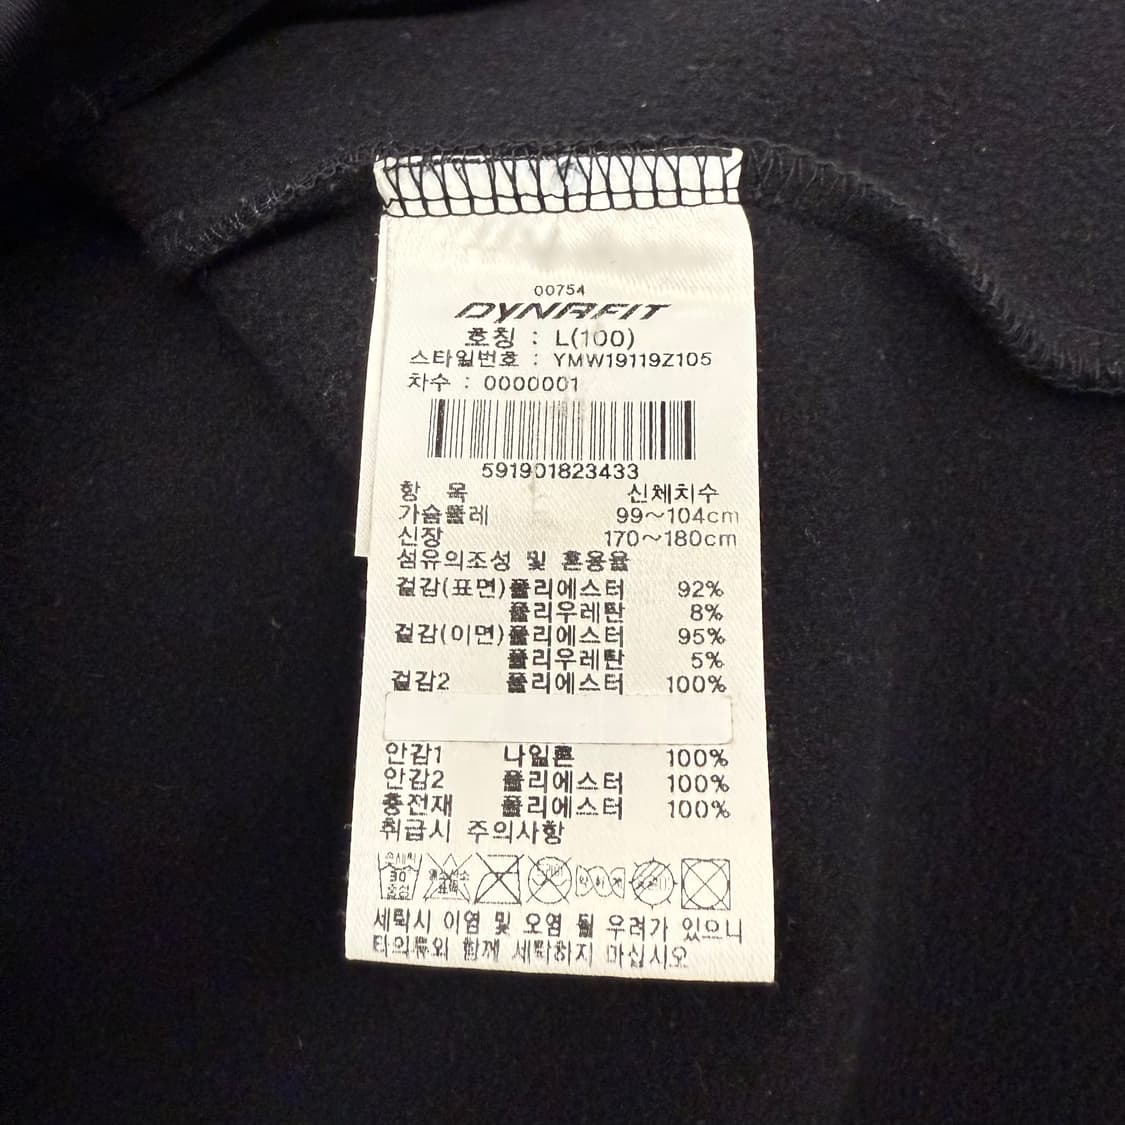 00754
DYNAFIT
호칭 : L(100)
스타일번호 : YMW19119Z105
차수 : 0000001
591901823433
항 목 신체치수
가슴둘레 99~104cm
신장 170~180cm
섬유의조성 및 혼용율
겉감(표면) 폴리에스터 92%
폴리우레탄 8%
겉감(이면) 폴리에스터 95%
폴리우레탄 5%
겉감2 폴리에스터 100%
안감1 나일론 100%
안감2 폴리에스터 100%
충전재 폴리에스터 100%
취급시 주의사항
손세탁
30
중성
세탁시 이염 및 오염 될 우려가 있으니
타의류와 함께 세탁하지 마십시오